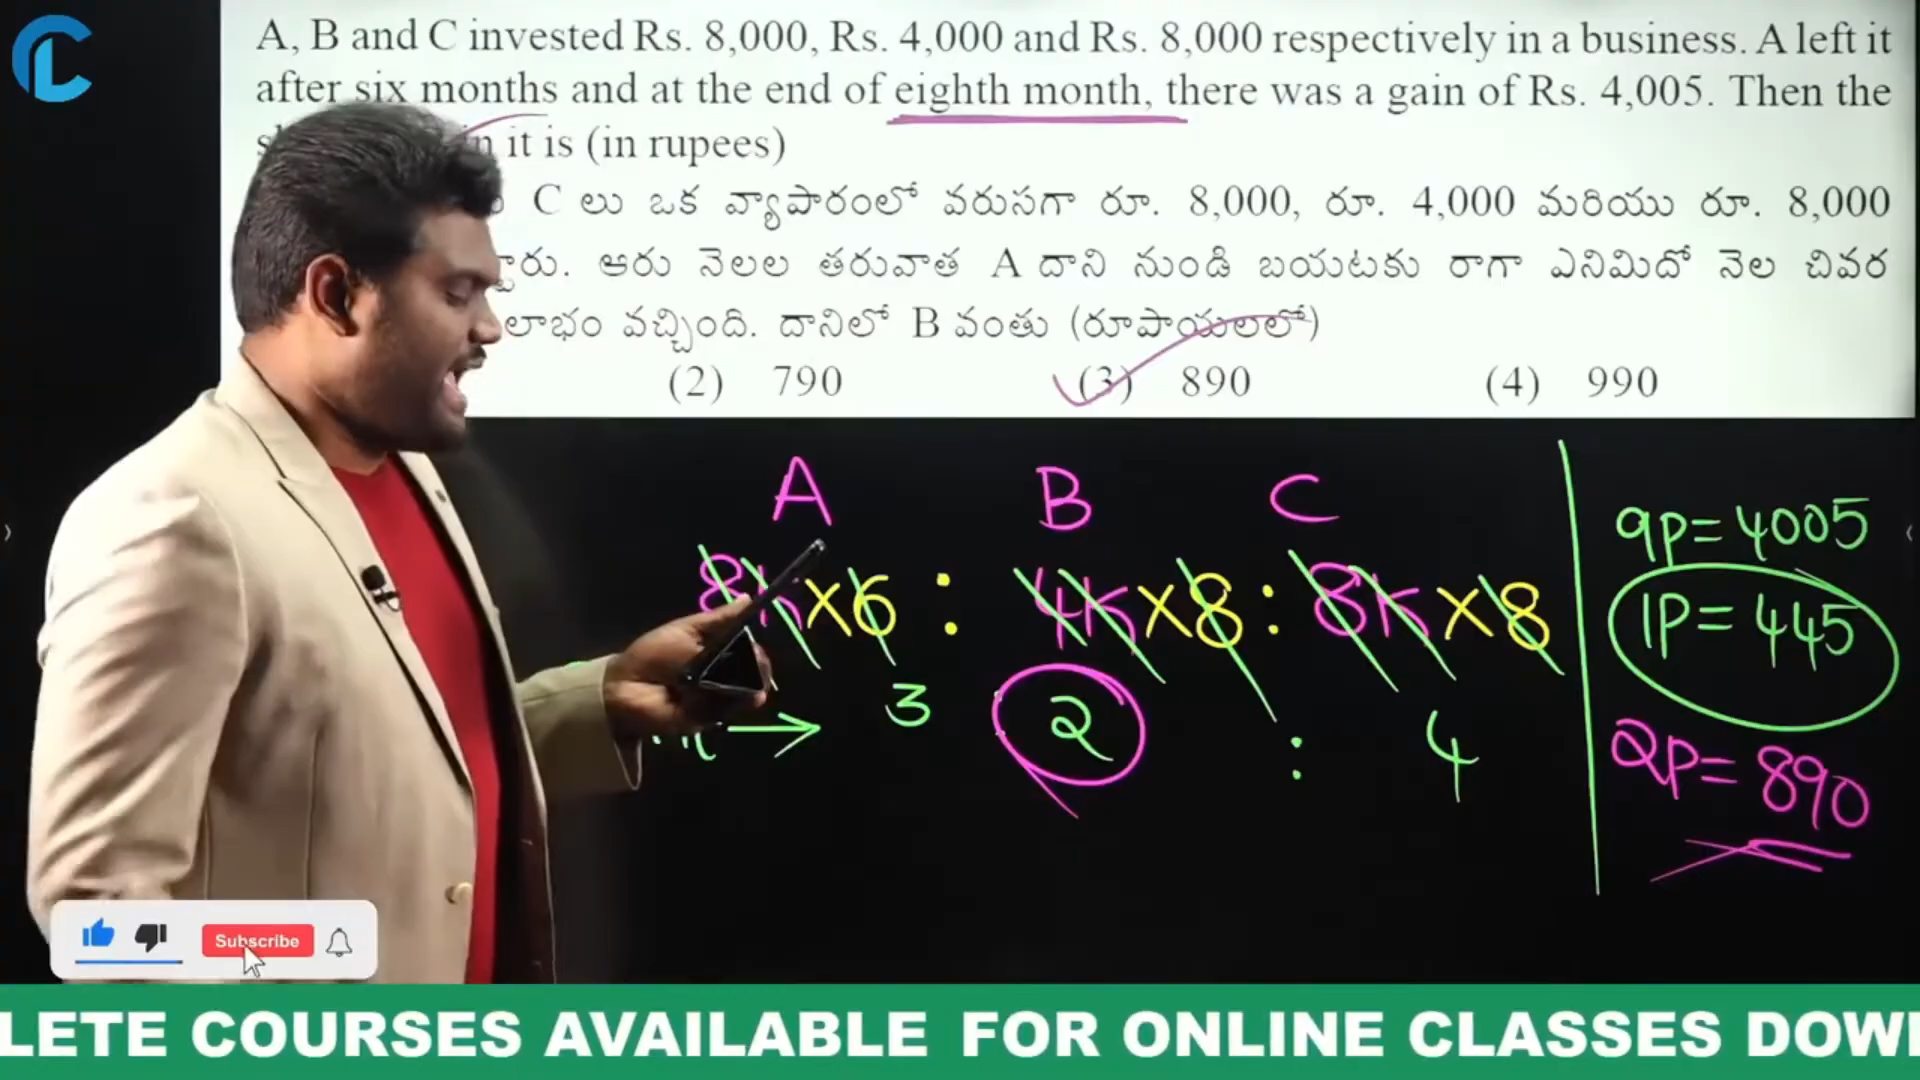 A, B and C invested Rs. 8,000, Rs. 4,000 and Rs. 8,000 respectively in a business. A left it
after six months and at the end of eighth month, there was a gain of Rs. 4,005. Then the
it is (in rupees)
C లు ఒక వ్యాపారంలో వరుసగా రూ. 8,000, రూ. 4,000 మరియు రూ. 8,000
ఆరు నెలల తరువాత A దాని నుండి బయటకు రాగా ఎనిమిదో నెల చివర
లాభం వచ్చింది. దానిలో B వంతు (రూపాయలలో)
(2) 790 (3) 890 (4) 990
A B C
8k×6 : 4k×8 : 8k×8
3 2 : 4
9P=4005
1P=445
2P=890
Subscribe
LETE COURSES AVAILABLE FOR ONLINE CLASSES DOW